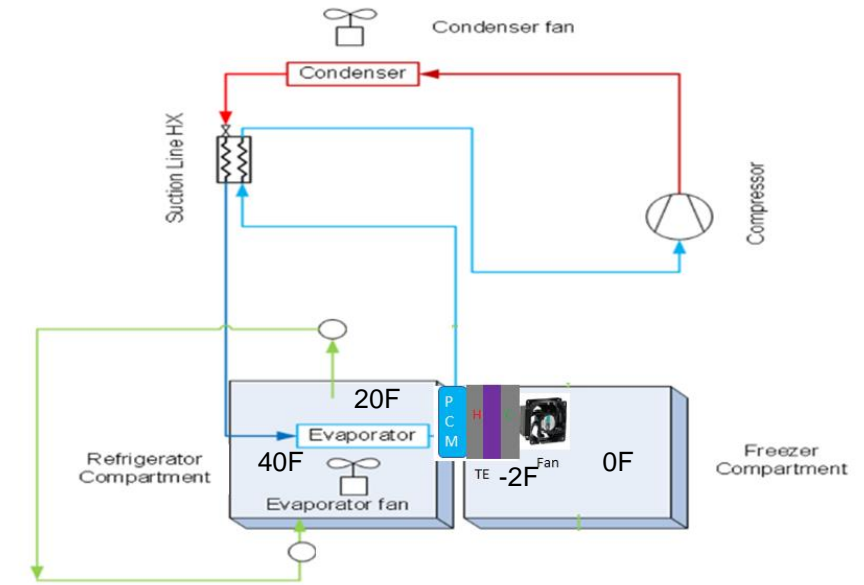 Condenser fan
Condenser
Suction Line HX
Compressor
20F
P
C
M
H
Evaporator
40F
Refrigerator
Compartment
Evaporator fan
TE
-2F
Fan
0F
Freezer
Compartment